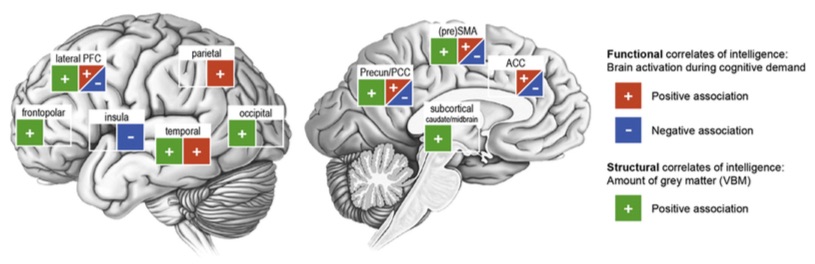 lateral PFC
+
+
-
parietal
+
frontopolar
+
insula
-
temporal
+
+
occipital
+
(pre)SMA
+
+
-
Precun/PCC
+
+
-
ACC
+
-
subcortical
caudate/midbrain
+
Functional correlates of intelligence:
Brain activation during cognitive demand
+ Positive association
- Negative association
Structural correlates of intelligence:
Amount of grey matter (VBM)
+ Positive association